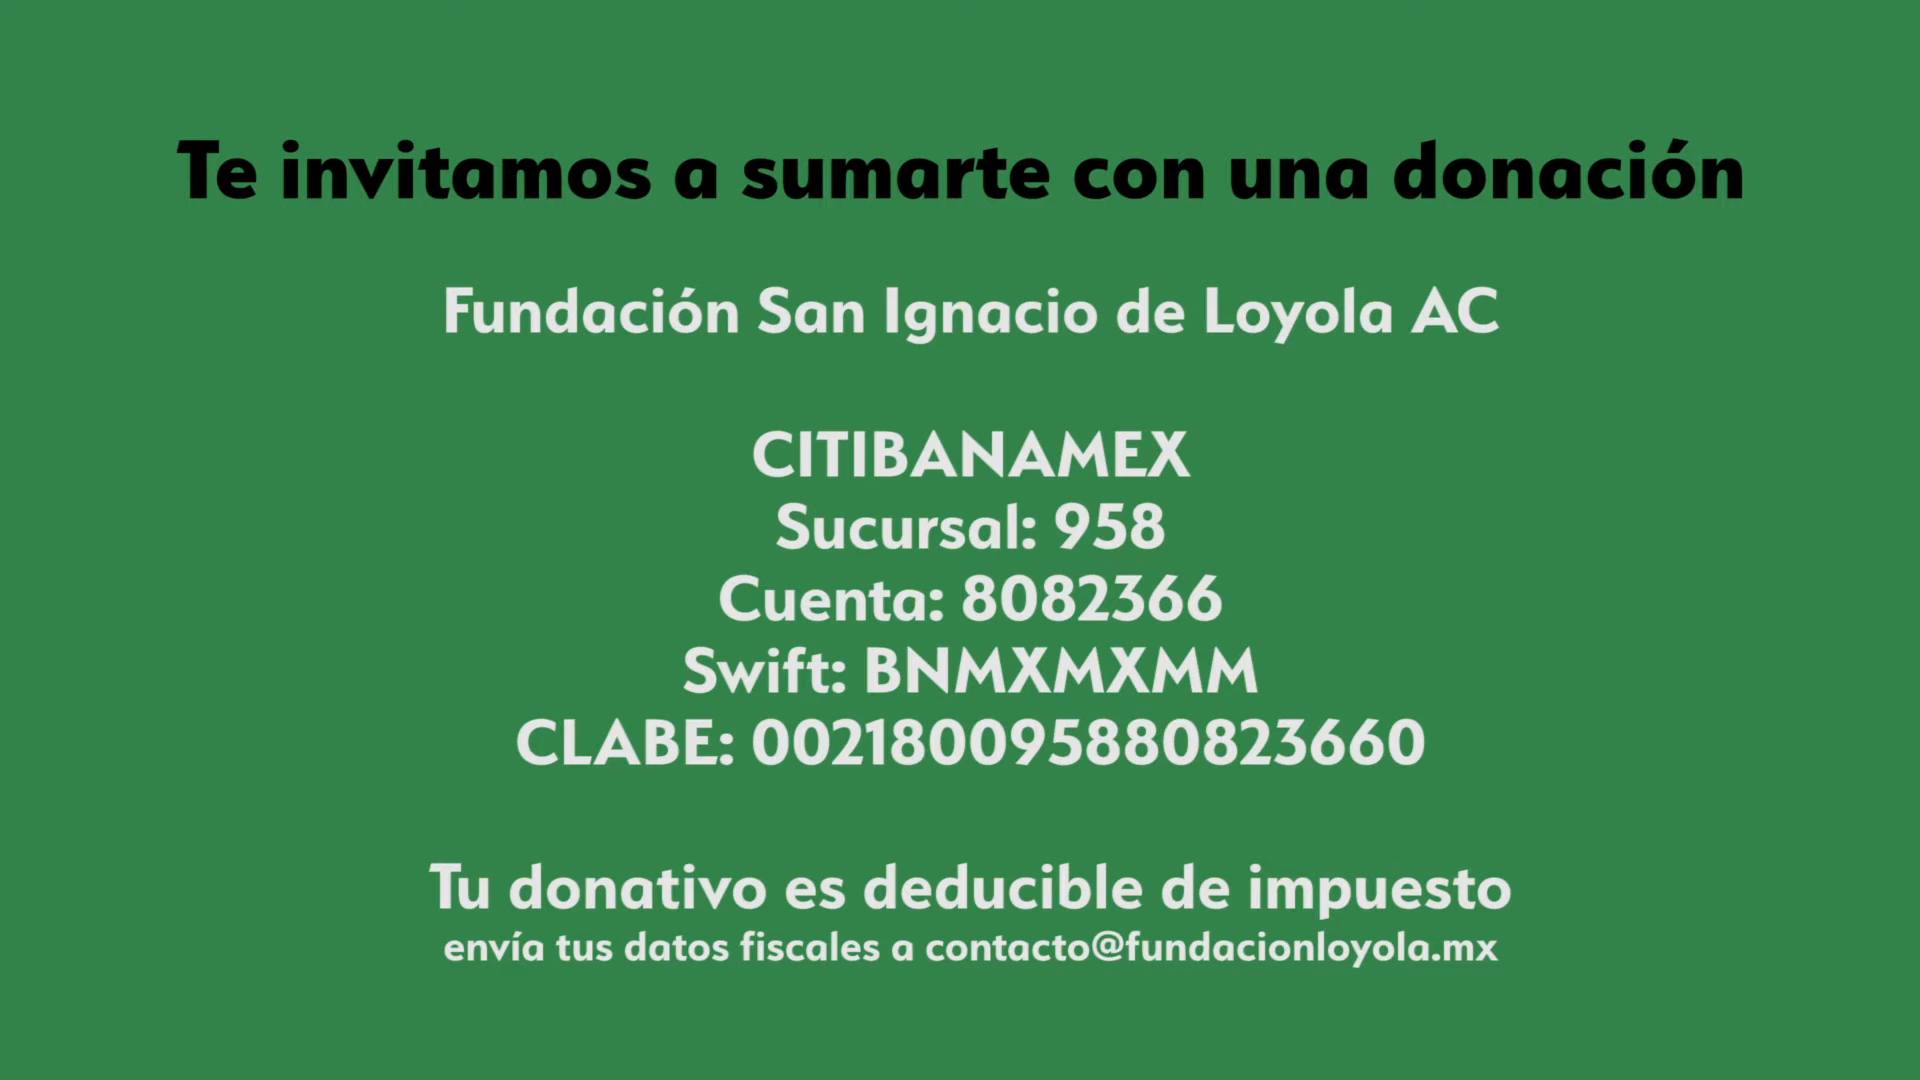 Te invitamos a sumarte con una donación
Fundación San Ignacio de Loyola AC
CITIBANAMEX
Sucursal: 958
Cuenta: 8082366
Swift: BNMXMXMM
CLABE: 002180095880823660
Tu donativo es deducible de impuesto
envía tus datos fiscales a contacto@fundacionloyola.mx